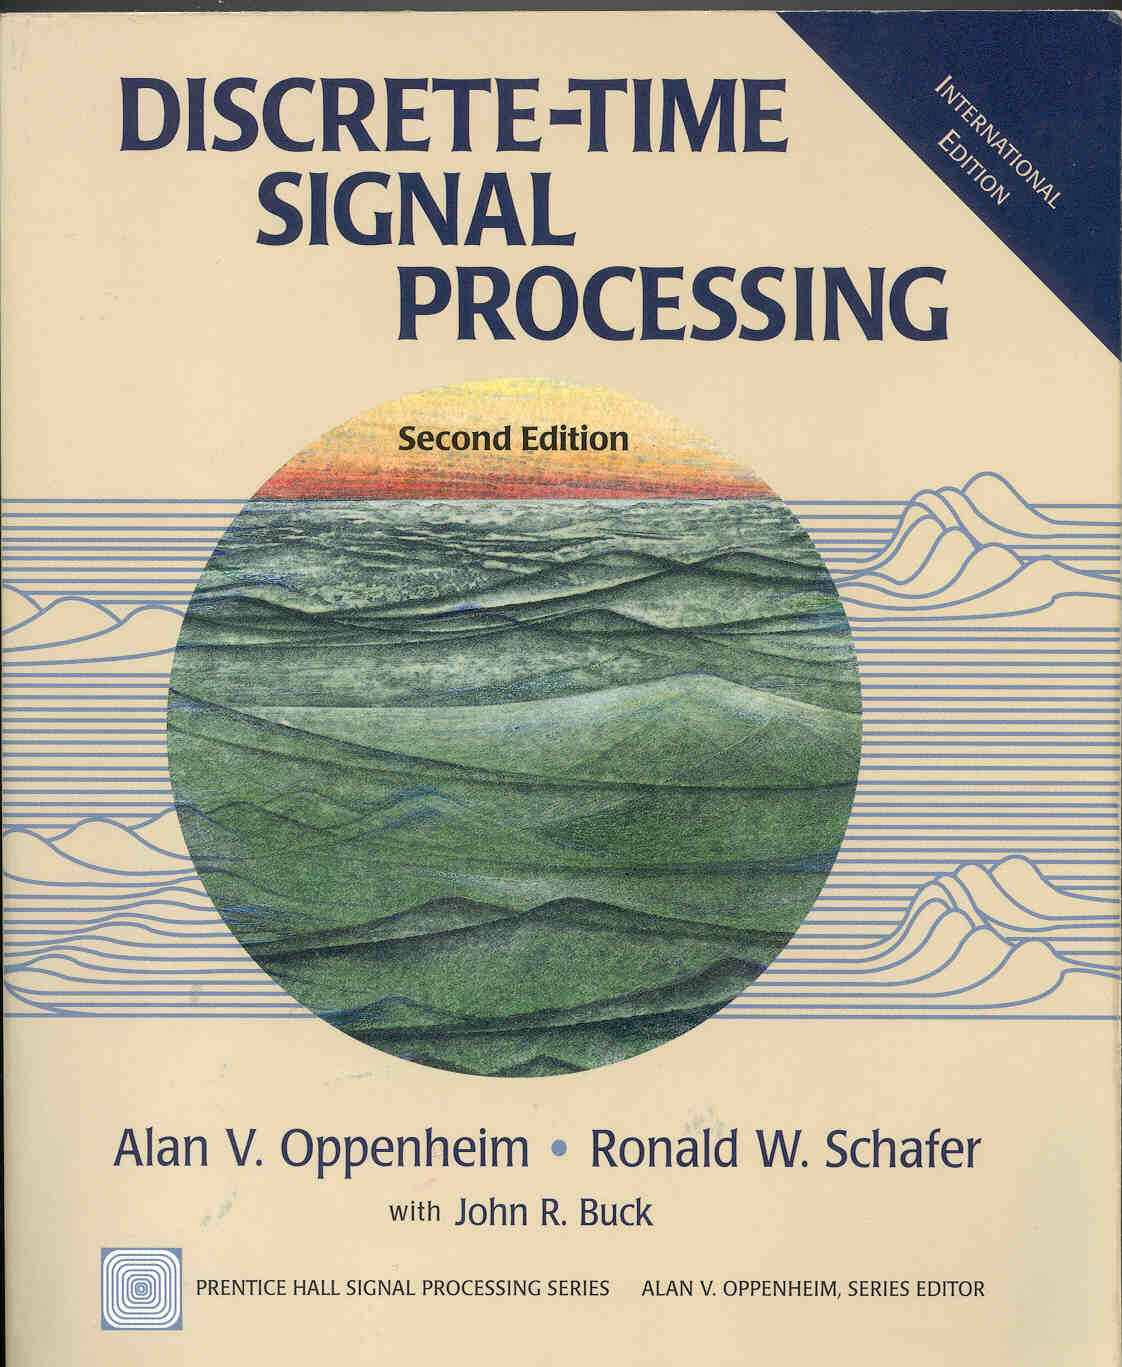 DISCRETE-TIME
SIGNAL
PROCESSING
INTERNATIONAL
EDITION
Second Edition
Alan V. Oppenheim • Ronald W. Schafer
with John R. Buck
PRENTICE HALL SIGNAL PROCESSING SERIES ALAN V. OPPENHEIM, SERIES EDITOR